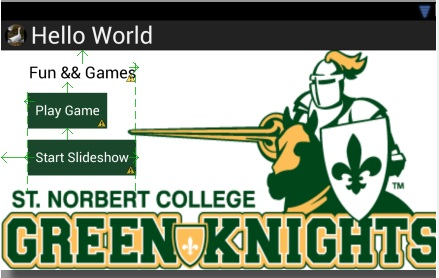 Hello World
Fun && Games
Play Game
Start Slideshow
ST. NORBERT COLLEGE
TM
GREEN KNIGHTS